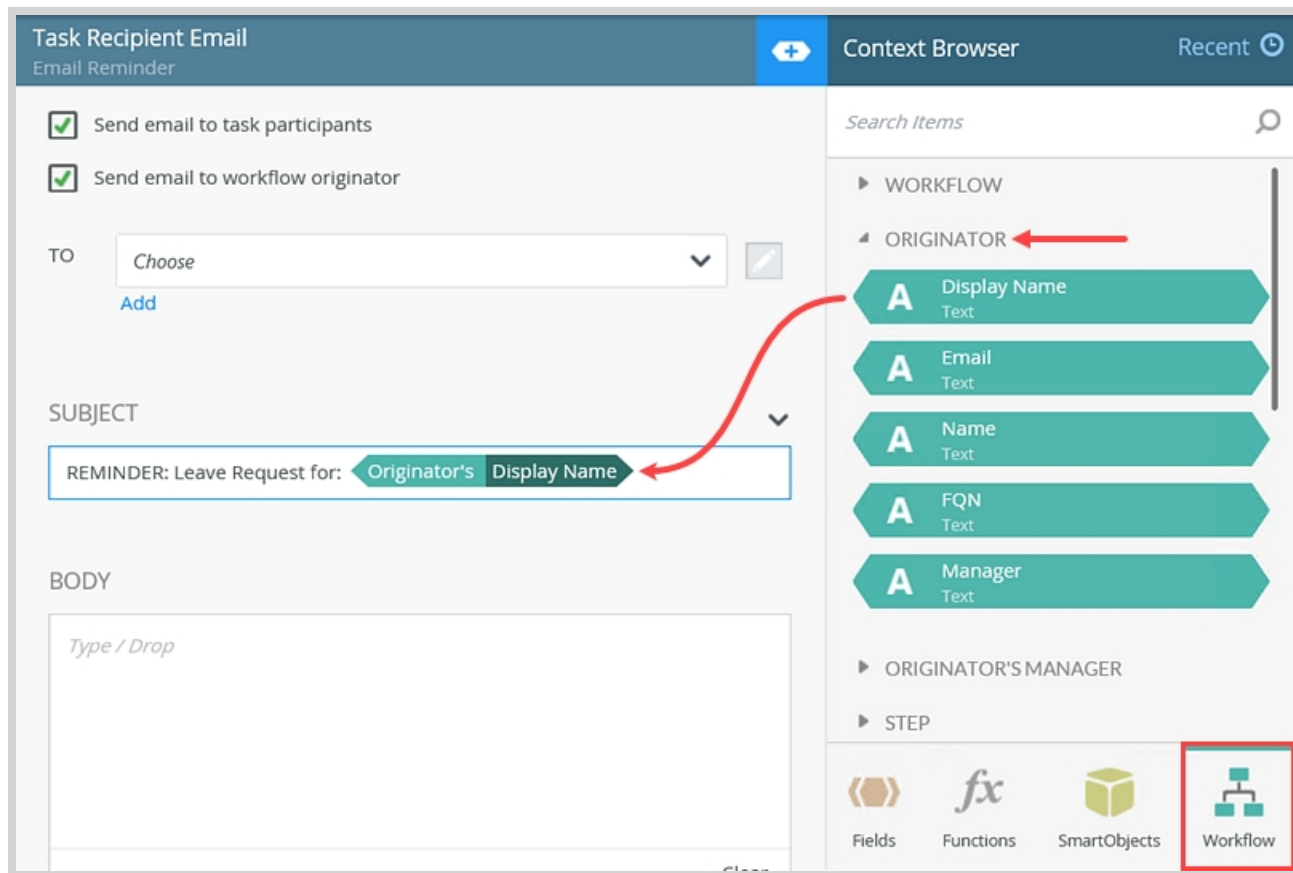 Task Recipient Email
Email Reminder
Context Browser
Recent
Send email to task participants
Send email to workflow originator
TO
Choose
Add
SUBJECT
REMINDER: Leave Request for: Originator's Display Name
BODY
Type / Drop
Clear
Search Items
WORKFLOW
ORIGINATOR
A
Display Name
Text
A
Email
Text
A
Name
Text
A
FQN
Text
A
Manager
Text
ORIGINATOR'S MANAGER
STEP
fx
Fields
Functions
SmartObjects
Workflow